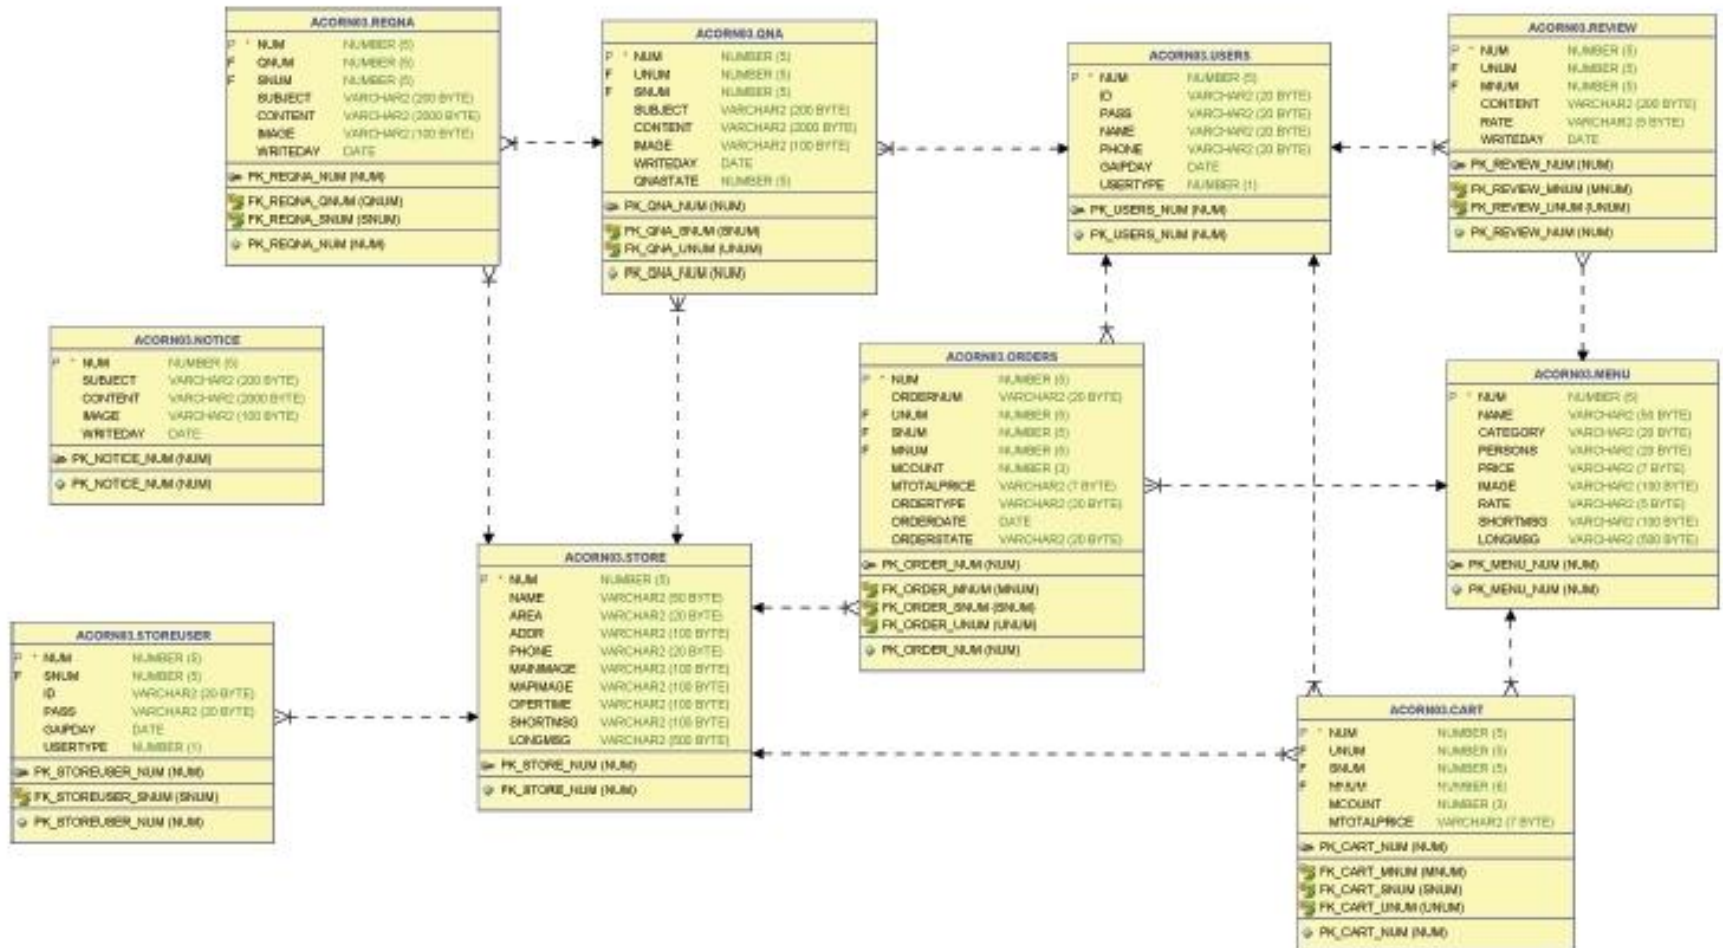 ACORN03.REQNA
P * NUM NUMBER (5)
F QNUM NUMBER (5)
F SNUM NUMBER (5)
SUBJECT VARCHAR2 (200 BYTE)
CONTENT VARCHAR2 (2000 BYTE)
IMAGE VARCHAR2 (100 BYTE)
WRITEDAY DATE
PK_REQNA_NUM (NUM)
FK_REQNA_QNUM (QNUM)
FK_REQNA_SNUM (SNUM)
PK_REQNA_NUM (NUM)
ACORN03.QNA
P * NUM NUMBER (5)
F UNUM NUMBER (5)
F SNUM NUMBER (5)
SUBJECT VARCHAR2 (200 BYTE)
CONTENT VARCHAR2 (2000 BYTE)
IMAGE VARCHAR2 (100 BYTE)
WRITEDAY DATE
QNASTATE NUMBER (5)
PK_QNA_NUM (NUM)
FK_QNA_SNUM (SNUM)
FK_QNA_UNUM (UNUM)
PK_QNA_NUM (NUM)
ACORN03.USERS
P * NUM NUMBER (5)
ID VARCHAR2 (20 BYTE)
PASS VARCHAR2 (20 BYTE)
NAME VARCHAR2 (20 BYTE)
PHONE VARCHAR2 (20 BYTE)
GAIPDAY DATE
USERTYPE NUMBER (1)
PK_USERS_NUM (NUM)
PK_USERS_NUM (NUM)
ACORN03.REVIEW
P * NUM NUMBER (5)
F UNUM NUMBER (5)
F MNUM NUMBER (5)
CONTENT VARCHAR2 (200 BYTE)
RATE VARCHAR2 (5 BYTE)
WRITEDAY DATE
PK_REVIEW_NUM (NUM)
FK_REVIEW_MNUM (MNUM)
FK_REVIEW_UNUM (UNUM)
PK_REVIEW_NUM (NUM)
ACORN03.NOTICE
P * NUM NUMBER (5)
SUBJECT VARCHAR2 (200 BYTE)
CONTENT VARCHAR2 (2000 BYTE)
IMAGE VARCHAR2 (100 BYTE)
WRITEDAY DATE
PK_NOTICE_NUM (NUM)
PK_NOTICE_NUM (NUM)
ACORN03.ORDERS
P * NUM NUMBER (5)
ORDERNUM VARCHAR2 (20 BYTE)
F UNUM NUMBER (5)
F SNUM NUMBER (5)
F MNUM NUMBER (5)
MCOUNT NUMBER (3)
MTOTALPRICE VARCHAR2 (7 BYTE)
ORDERTYPE VARCHAR2 (20 BYTE)
ORDERDATE DATE
ORDERSTATE VARCHAR2 (20 BYTE)
PK_ORDER_NUM (NUM)
FK_ORDER_MNUM (MNUM)
FK_ORDER_SNUM (SNUM)
FK_ORDER_UNUM (UNUM)
PK_ORDER_NUM (NUM)
ACORN03.MENU
P * NUM NUMBER (5)
NAME VARCHAR2 (50 BYTE)
CATEGORY VARCHAR2 (20 BYTE)
PERSONS VARCHAR2 (20 BYTE)
PRICE VARCHAR2 (7 BYTE)
IMAGE VARCHAR2 (100 BYTE)
RATE VARCHAR2 (5 BYTE)
SHORTMSG VARCHAR2 (100 BYTE)
LONGMSG VARCHAR2 (500 BYTE)
PK_MENU_NUM (NUM)
PK_MENU_NUM (NUM)
ACORN03.STORE
P * NUM NUMBER (5)
NAME VARCHAR2 (50 BYTE)
AREA VARCHAR2 (20 BYTE)
ADDR VARCHAR2 (100 BYTE)
PHONE VARCHAR2 (20 BYTE)
MAINIMAGE VARCHAR2 (100 BYTE)
MAPIMAGE VARCHAR2 (100 BYTE)
OPERTIME VARCHAR2 (100 BYTE)
SHORTMSG VARCHAR2 (100 BYTE)
LONGMSG VARCHAR2 (500 BYTE)
PK_STORE_NUM (NUM)
PK_STORE_NUM (NUM)
ACORN03.STOREUSER
P * NUM NUMBER (5)
F SNUM NUMBER (5)
ID VARCHAR2 (20 BYTE)
PASS VARCHAR2 (20 BYTE)
GAIPDAY DATE
USERTYPE NUMBER (1)
PK_STOREUSER_NUM (NUM)
FK_STOREUSER_SNUM (SNUM)
PK_STOREUSER_NUM (NUM)
ACORN03.CART
P * NUM NUMBER (5)
F UNUM NUMBER (5)
F SNUM NUMBER (5)
F MNUM NUMBER (5)
MCOUNT NUMBER (3)
MTOTALPRICE VARCHAR2 (7 BYTE)
PK_CART_NUM (NUM)
FK_CART_MNUM (MNUM)
FK_CART_SNUM (SNUM)
FK_CART_UNUM (UNUM)
PK_CART_NUM (NUM)